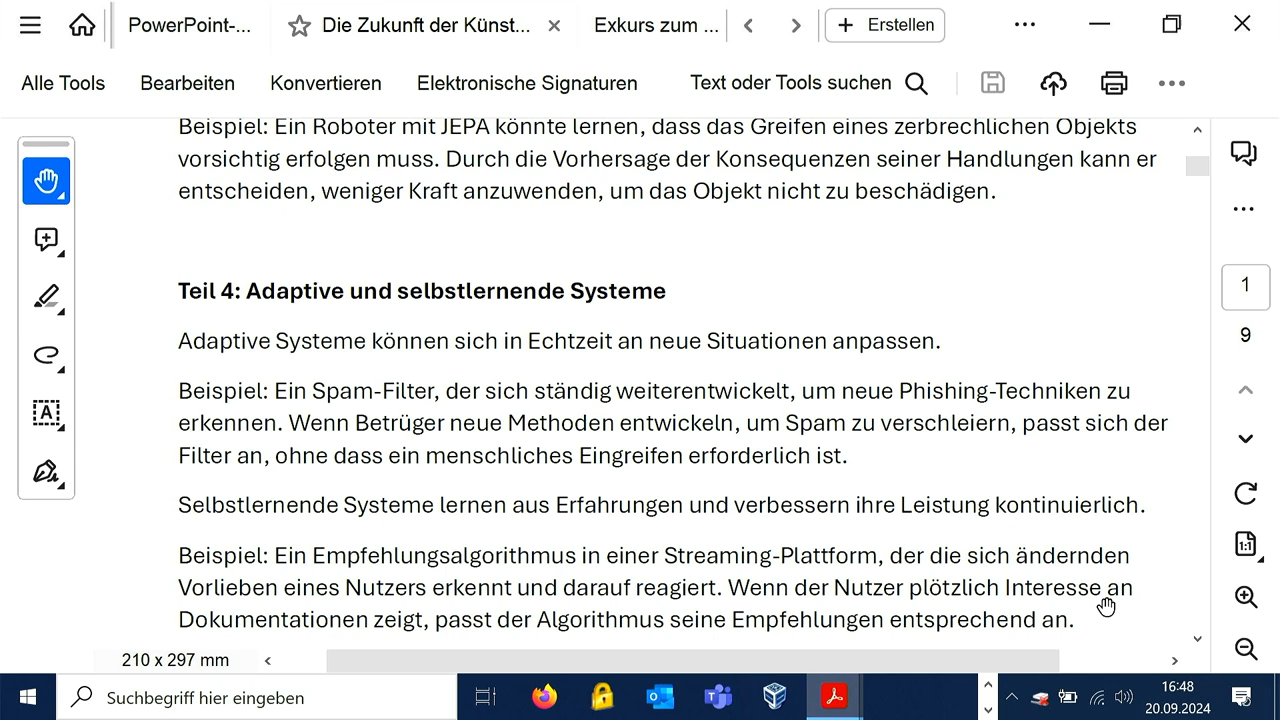 PowerPoint-...
Die Zukunft der Künst...
Exkurs zum ...
Erstellen
Alle Tools
Bearbeiten
Konvertieren
Elektronische Signaturen
Text oder Tools suchen
Beispiel: Ein Roboter mit JEPA könnte lernen, dass das Greifen eines zerbrechlichen Objekts
vorsichtig erfolgen muss. Durch die Vorhersage der Konsequenzen seiner Handlungen kann er
entscheiden, weniger Kraft anzuwenden, um das Objekt nicht zu beschädigen.
Teil 4: Adaptive und selbstlernende Systeme
Adaptive Systeme können sich in Echtzeit an neue Situationen anpassen.
Beispiel: Ein Spam-Filter, der sich ständig weiterentwickelt, um neue Phishing-Techniken zu
erkennen. Wenn Betrüger neue Methoden entwickeln, um Spam zu verschleiern, passt sich der
Filter an, ohne dass ein menschliches Eingreifen erforderlich ist.
Selbstlernende Systeme lernen aus Erfahrungen und verbessern ihre Leistung kontinuierlich.
Beispiel: Ein Empfehlungsalgorithmus in einer Streaming-Plattform, der die sich ändernden
Vorlieben eines Nutzers erkennt und darauf reagiert. Wenn der Nutzer plötzlich Interesse an
Dokumentationen zeigt, passt der Algorithmus seine Empfehlungen entsprechend an.
1
9
1:1
210 x 297 mm
Suchbegriff hier eingeben
16:48
20.09.2024